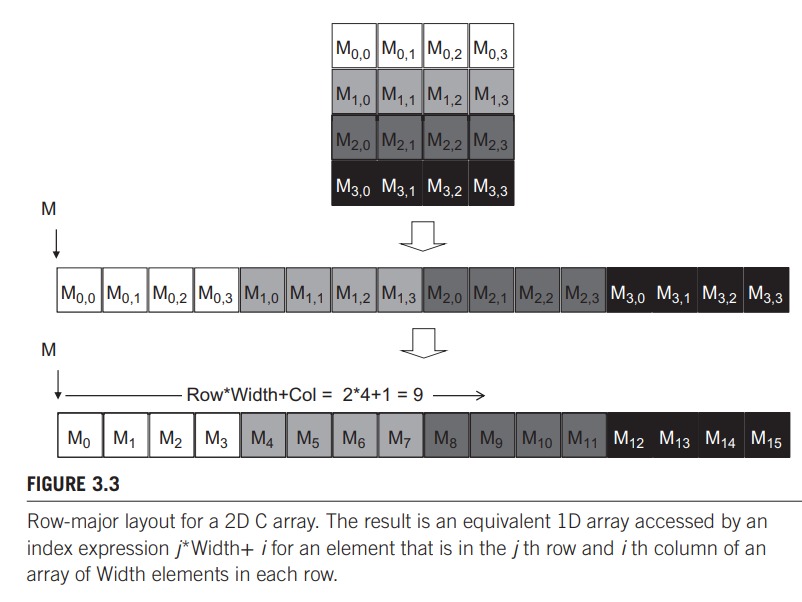 M0,0 M0,1 M0,2 M0,3
M1,0 M1,1 M1,2 M1,3
M2,0 M2,1 M2,2 M2,3
M3,0 M3,1 M3,2 M3,3
M
M0,0 M0,1 M0,2 M0,3 M1,0 M1,1 M1,2 M1,3 M2,0 M2,1 M2,2 M2,3 M3,0 M3,1 M3,2 M3,3
M
Row*Width+Col = 2*4+1 = 9
M0 M1 M2 M3 M4 M5 M6 M7 M8 M9 M10 M11 M12 M13 M14 M15
FIGURE 3.3
Row-major layout for a 2D C array. The result is an equivalent 1D array accessed by an
index expression j*Width+ i for an element that is in the j th row and i th column of an
array of Width elements in each row.